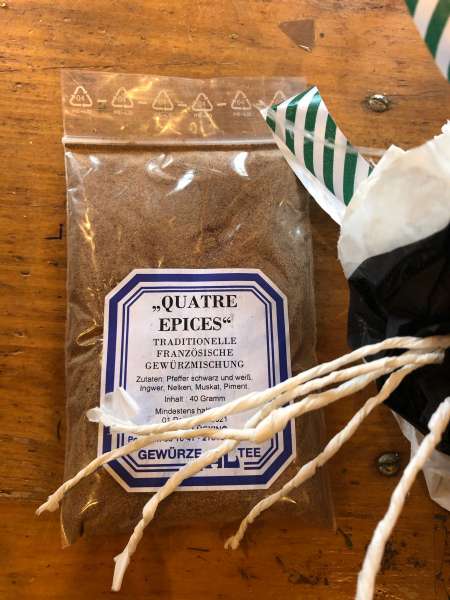 „QUATRE
EPICES“
TRADITIONELLE
FRANZÖSISCHE
GEWÜRZMISCHUNG
Zutaten: Pfeffer schwarz und weiß,
Ingwer, Nelken, Muskat, Piment.
Inhalt : 40 Gramm
Mindestens
GEWÜRZE TEE